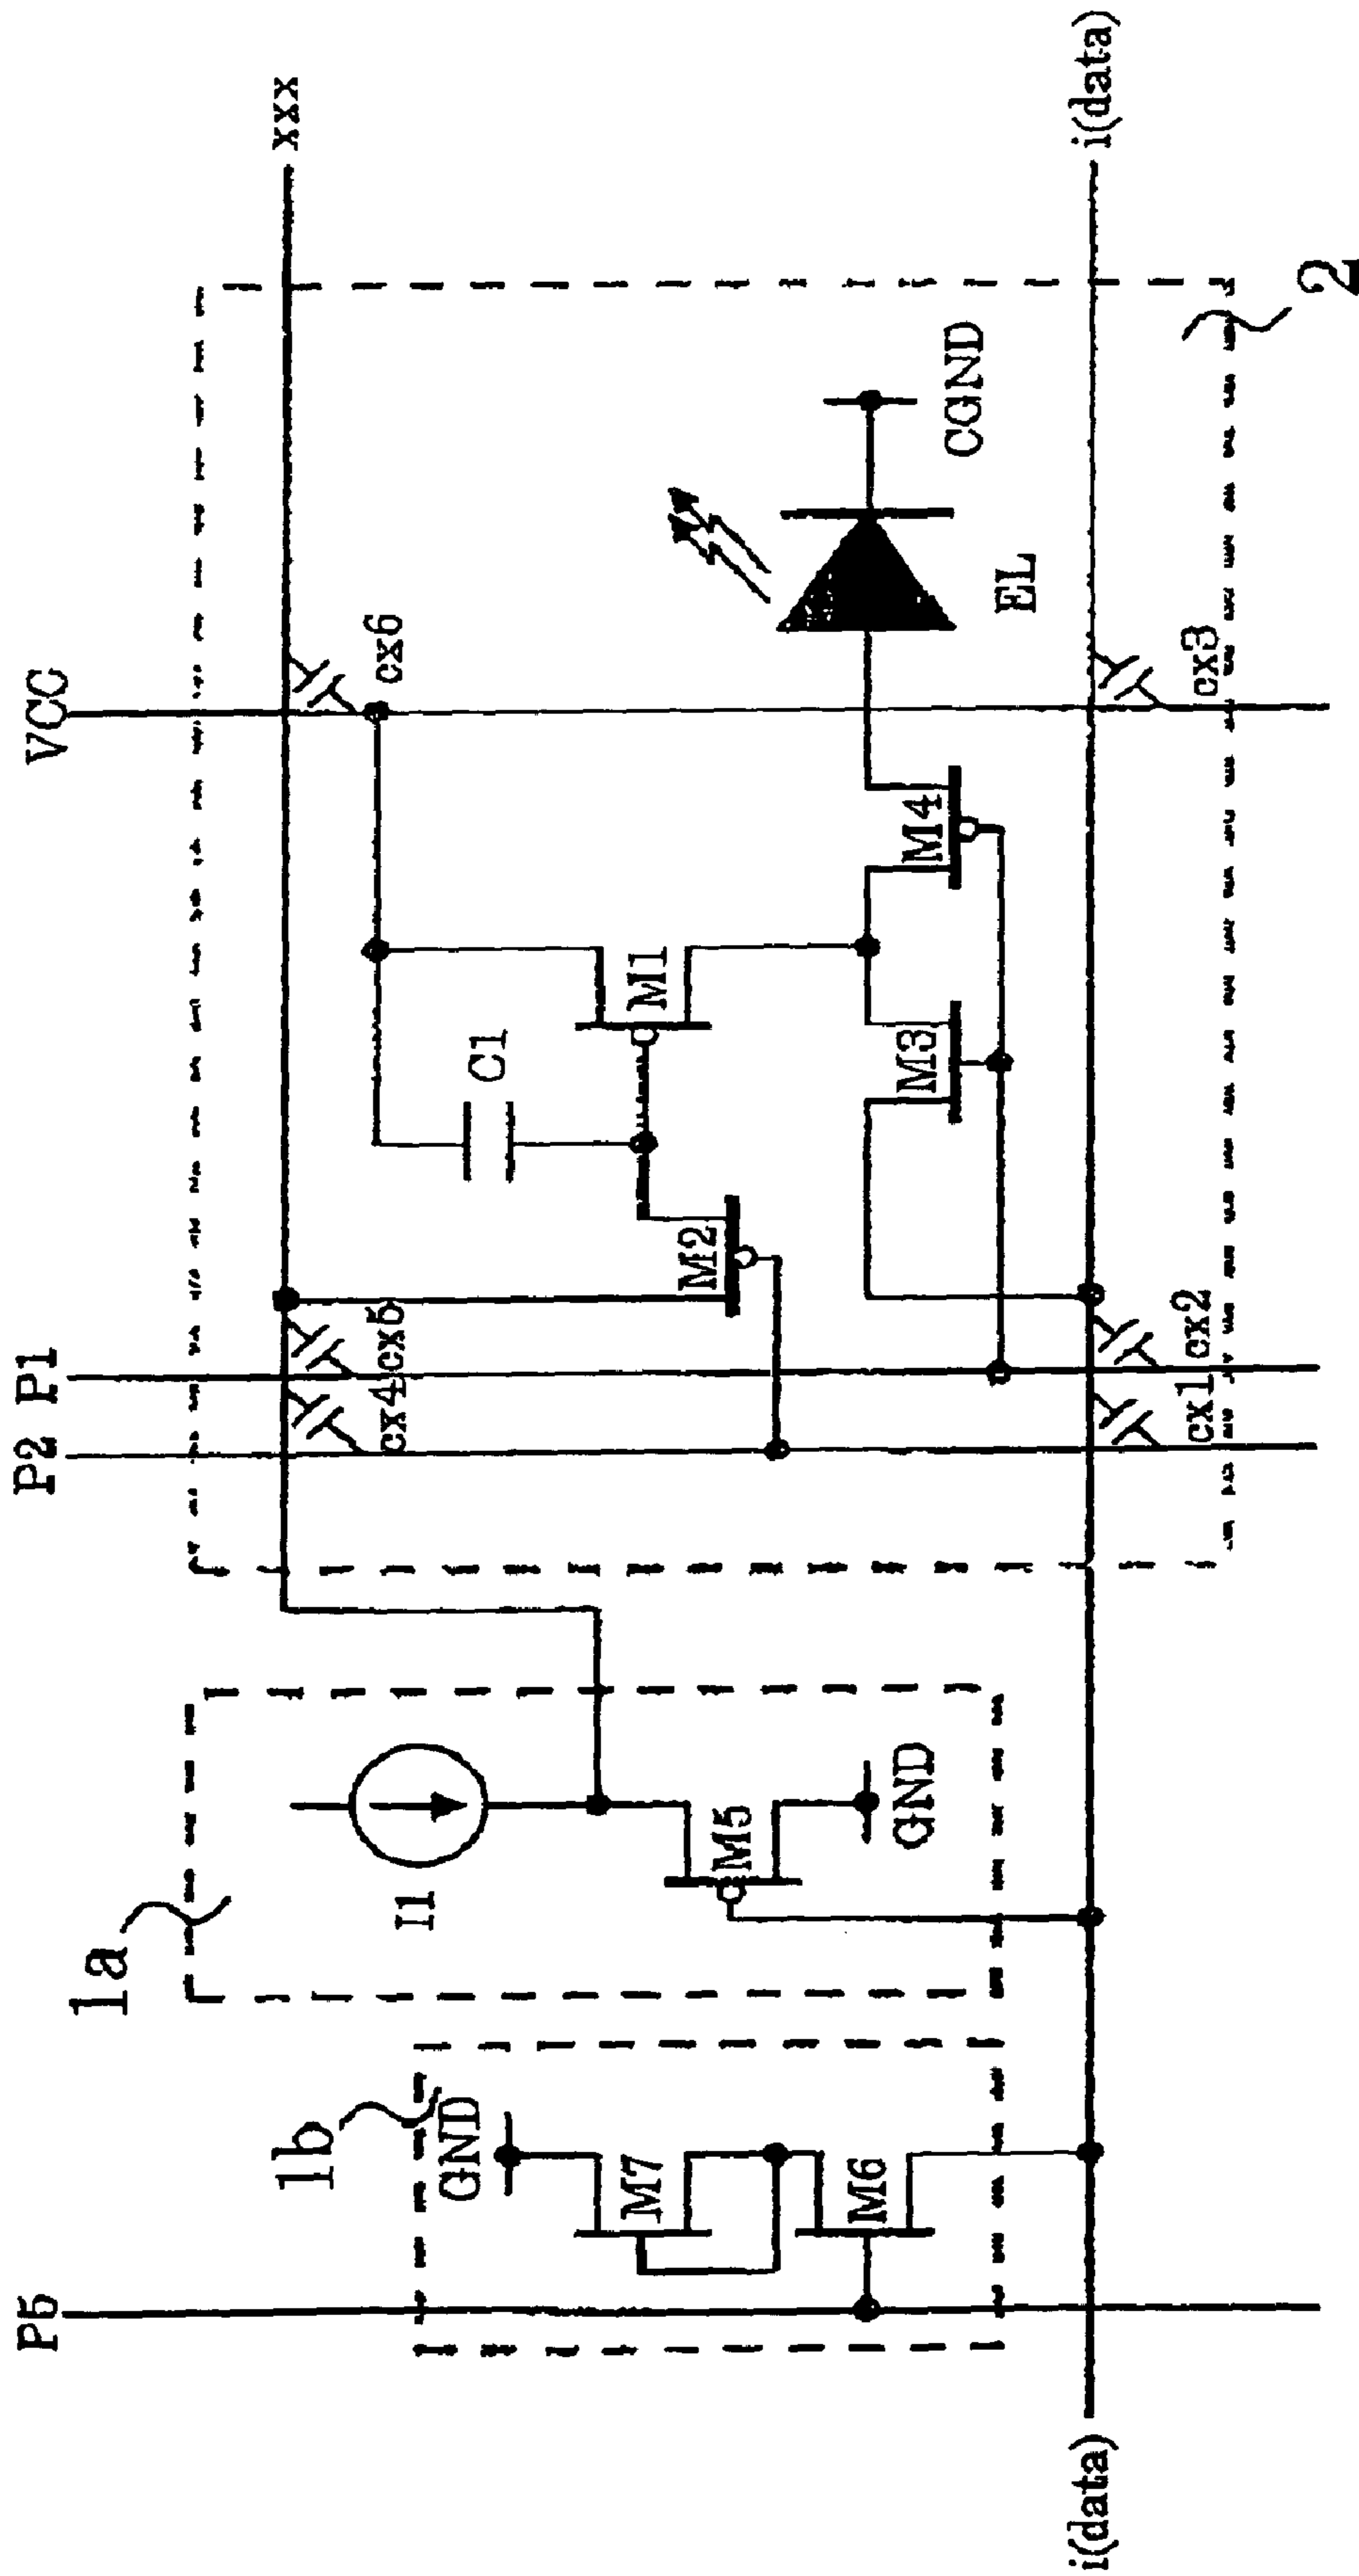 xxx
i(data)
2
CGND
EL
VCC
cx6
cx3
M4
M1
C1
M3
M2
P1
P2
cx5
cx4
cx2
cx1
1a
I1
M5
GND
1b
GND
M7
M6
P5
i(data)